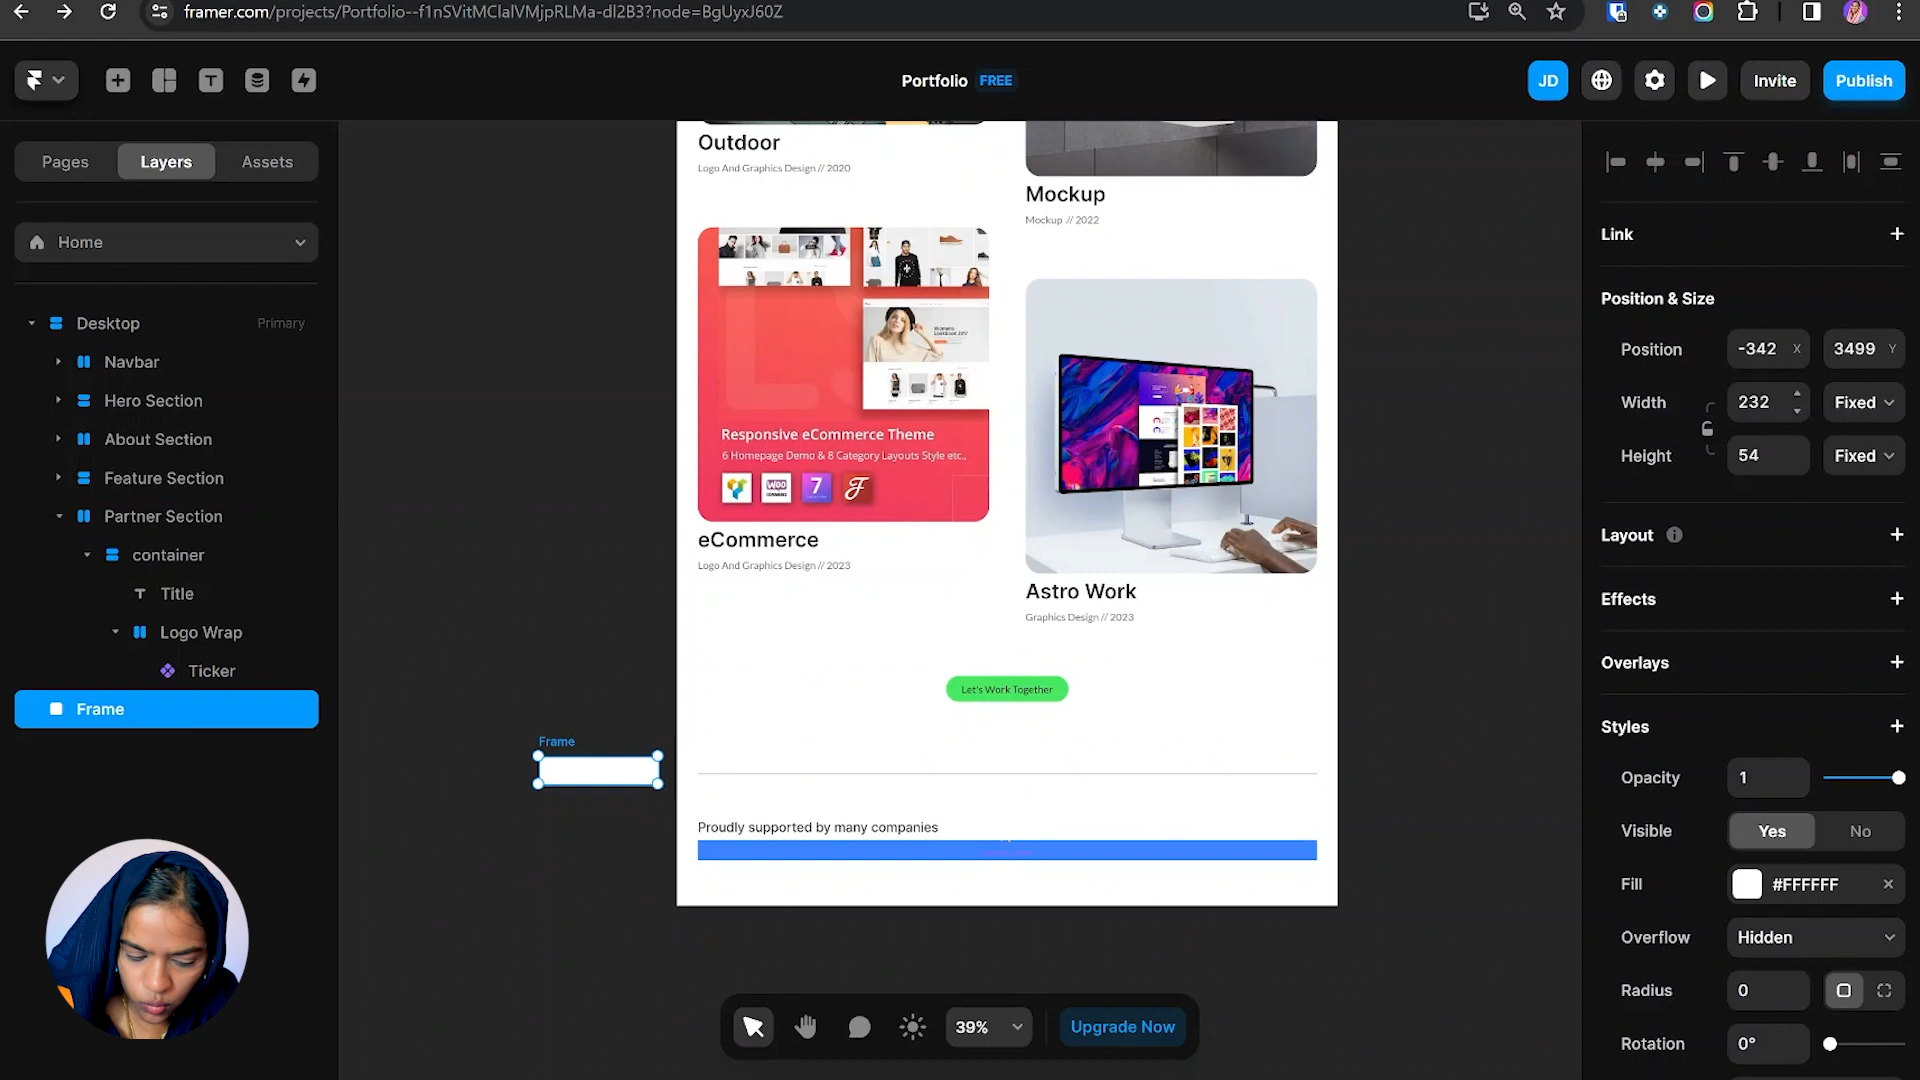 framer.com/projects/Portfolio--f1nSVitMClalVMjpRLMa-dl2B3?node=BgUyxJ60Z
Portfolio FREE
JD
Invite
Publish
Pages
Layers
Assets
Home
Desktop
Primary
Navbar
Hero Section
About Section
Feature Section
Partner Section
container
Title
Logo Wrap
Ticker
Frame
Outdoor
Logo And Graphics Design // 2020
Mockup
Mockup // 2022
Responsive eCommerce Theme
6 Homepage Demo & 8 Category Layouts Style etc.,
WOO
7
eCommerce
Logo And Graphics Design // 2023
Astro Work
Graphics Design // 2023
Let's Work Together
Frame
Proudly supported by many companies
39%
Upgrade Now
Link
Position & Size
Position
-342 X
3499 Y
Width
232
Fixed
Height
54
Fixed
Layout
Effects
Overlays
Styles
Opacity
1
Visible
Yes
No
Fill
#FFFFFF
Overflow
Hidden
Radius
0
Rotation
0°